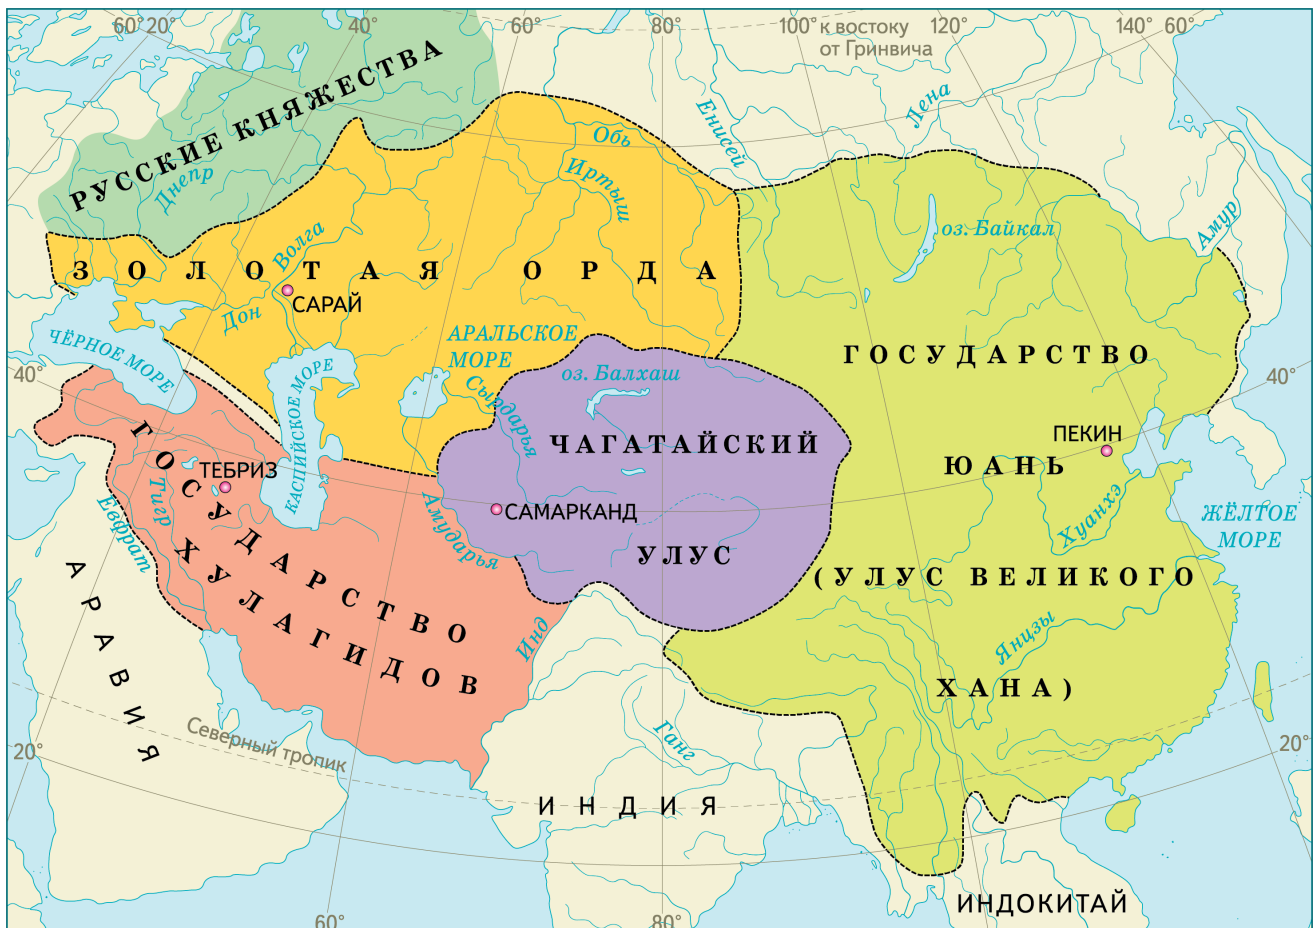 60° 20° 40° 60° 80° 100° к востоку 120° 140° 60°
от Гринвича
РУССКИЕ КНЯЖЕСТВА
Днепр
Обь
Иртыш
Енисей
Лена
Амур
оз. Байкал
Волга
ЗОЛОТАЯ ОРДА
САРАЙ
Дон
ЧЁРНОЕ МОРЕ
КАСПИЙСКОЕ МОРЕ
АРАЛЬСКОЕ
МОРЕ
Сырдарья
оз. Балхаш
ГОСУДАРСТВО
40°
40°
ЧАГАТАЙСКИЙ
ПЕКИН
ЮАНЬ
ТЕБРИЗ
ГОСУДАРСТВО
ХУЛАГИДОВ
Тигр
Евфрат
Амударья
САМАРКАНД
УЛУС
Хуанхэ
ЖЁЛТОЕ
МОРЕ
(УЛУС ВЕЛИКОГО
АРАВИЯ
Инд
Янцзы
ХАНА)
Северный тропик
Ганг
20°
20°
ИНДИЯ
ИНДОКИТАЙ
60°
80°